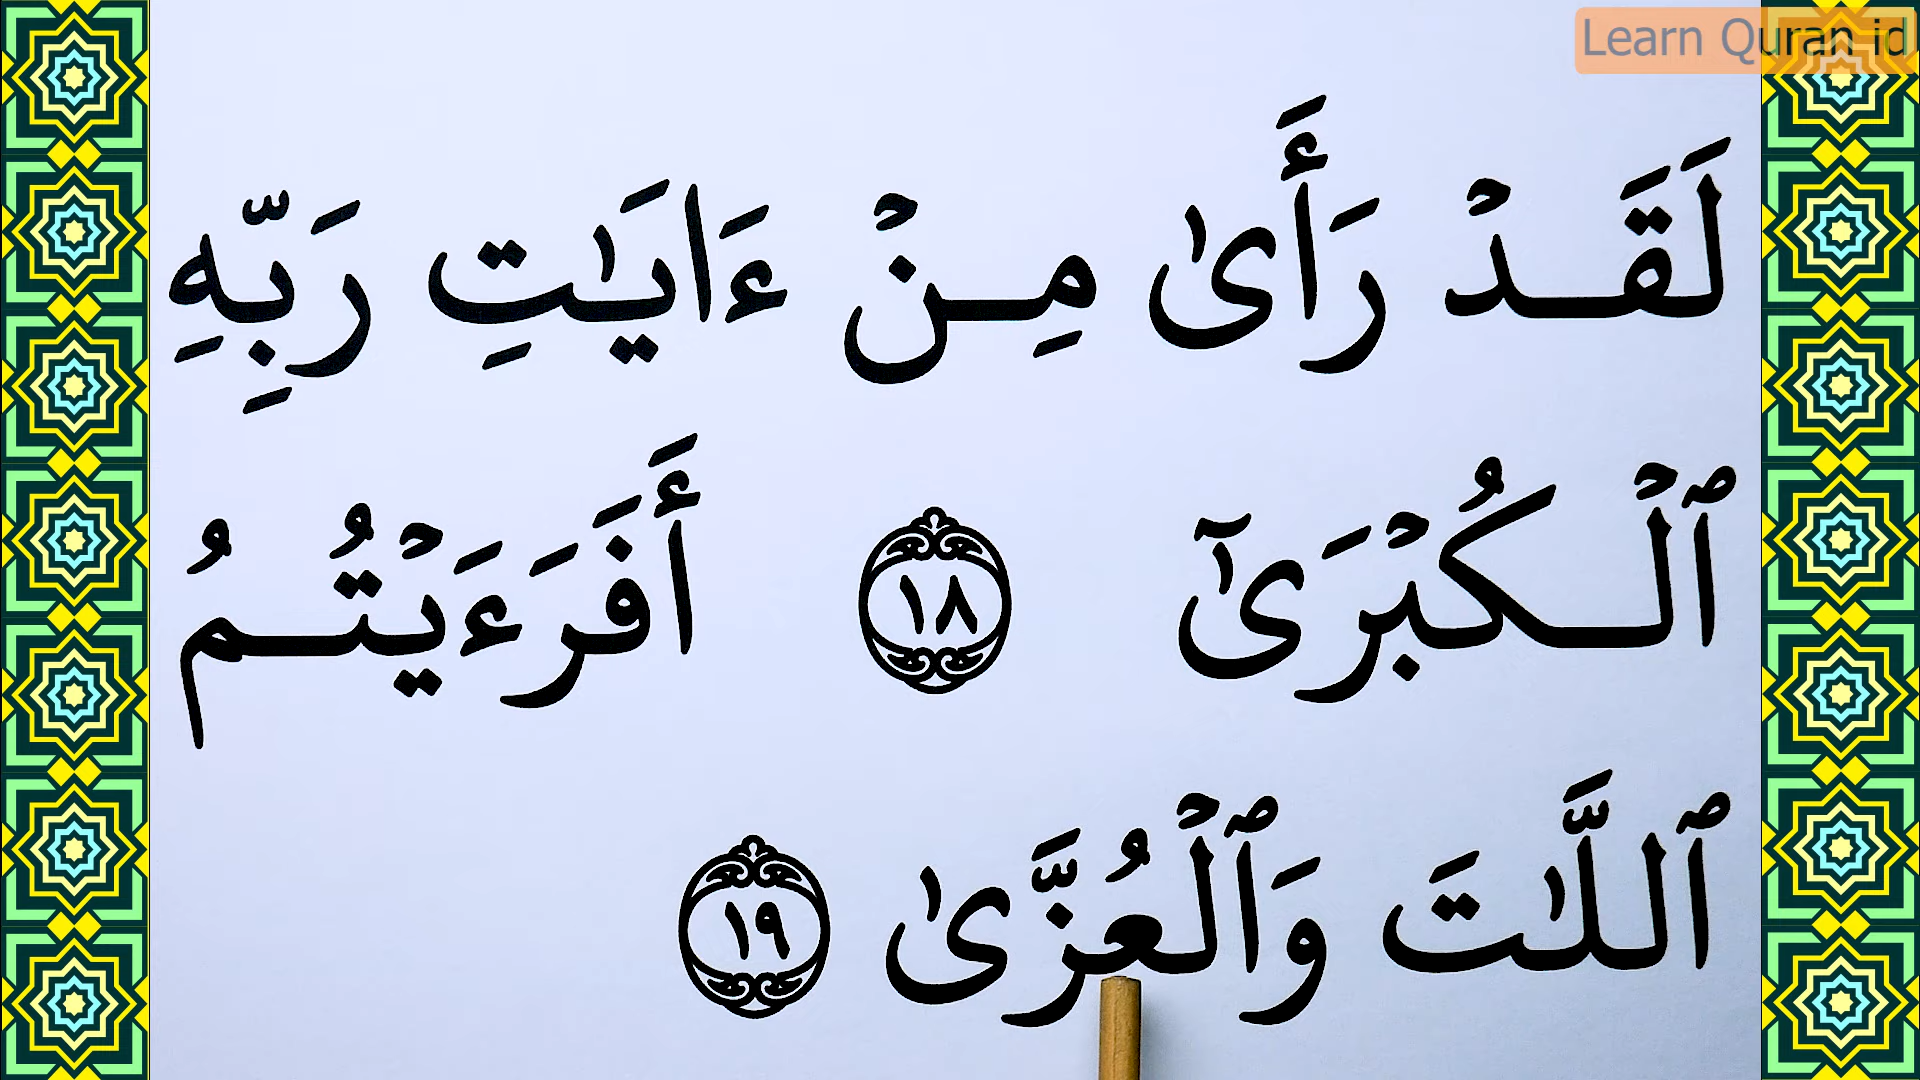 Learn Quran id
لَقَدْ رَأَىٰ مِنْ ءَايَٰتِ رَبِّهِ
ٱلْكُبْرَىٰٓ ١٨ أَفَرَءَيْتُمُ
ٱللَّٰتَ وَٱلْعُزَّىٰ ١٩